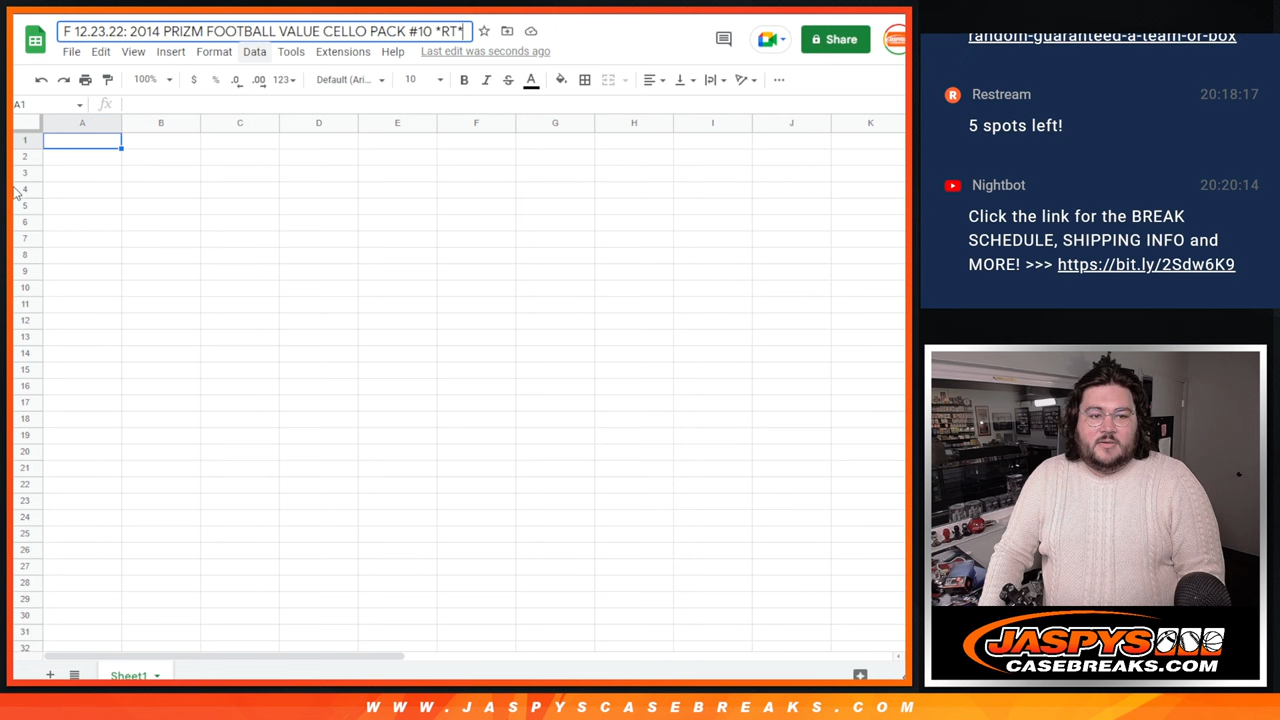 F 12.23.22: 2014 PRIZM FOOTBALL VALUE CELLO PACK #10 *RT*
File Edit View Insert Format Data Tools Extensions Help Last edit was seconds ago
Share
100% $ % .0 .00 123 Default (Ari... 10 B I S A
A1 fx
A B C D E F G H I J K
1
2
3
4
5
6
7
8
9
10
11
12
13
14
15
16
17
18
19
20
21
22
23
24
25
26
27
28
29
30
31
32
Sheet1
random-guaranteed-a-team-or-box
Restream 20:18:17
5 spots left!
Nightbot 20:20:14
Click the link for the BREAK
SCHEDULE, SHIPPING INFO and
MORE! >>> https://bit.ly/2Sdw6K9
JASPYS
CASEBREAKS.COM
WWW.JASPYSCASEBREAKS.COM